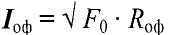 Iоф = √ F0 · Rоф